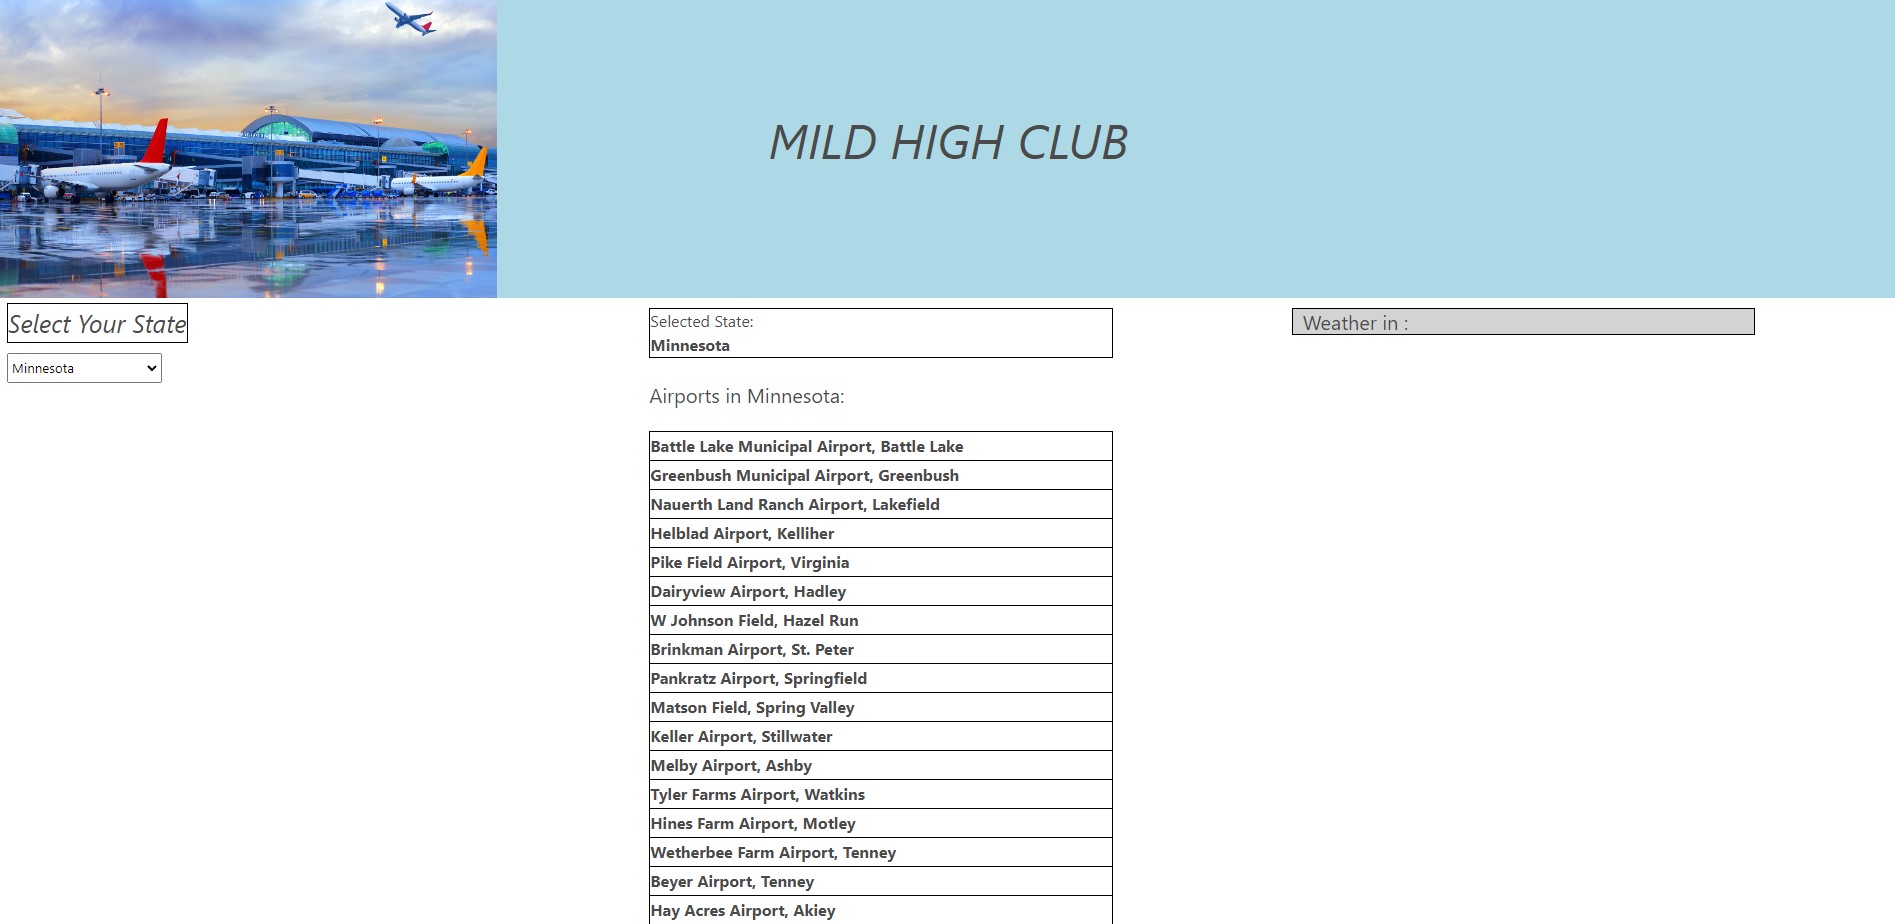 AIRPORT
MILD HIGH CLUB
Select Your State
Minnesota
Selected State:
Minnesota
Airports in Minnesota:
Battle Lake Municipal Airport, Battle Lake
Greenbush Municipal Airport, Greenbush
Nauerth Land Ranch Airport, Lakefield
Helblad Airport, Kelliher
Pike Field Airport, Virginia
Dairyview Airport, Hadley
W Johnson Field, Hazel Run
Brinkman Airport, St. Peter
Pankratz Airport, Springfield
Matson Field, Spring Valley
Keller Airport, Stillwater
Melby Airport, Ashby
Tyler Farms Airport, Watkins
Hines Farm Airport, Motley
Wetherbee Farm Airport, Tenney
Beyer Airport, Tenney
Hay Acres Airport, Akiey
Weather in :